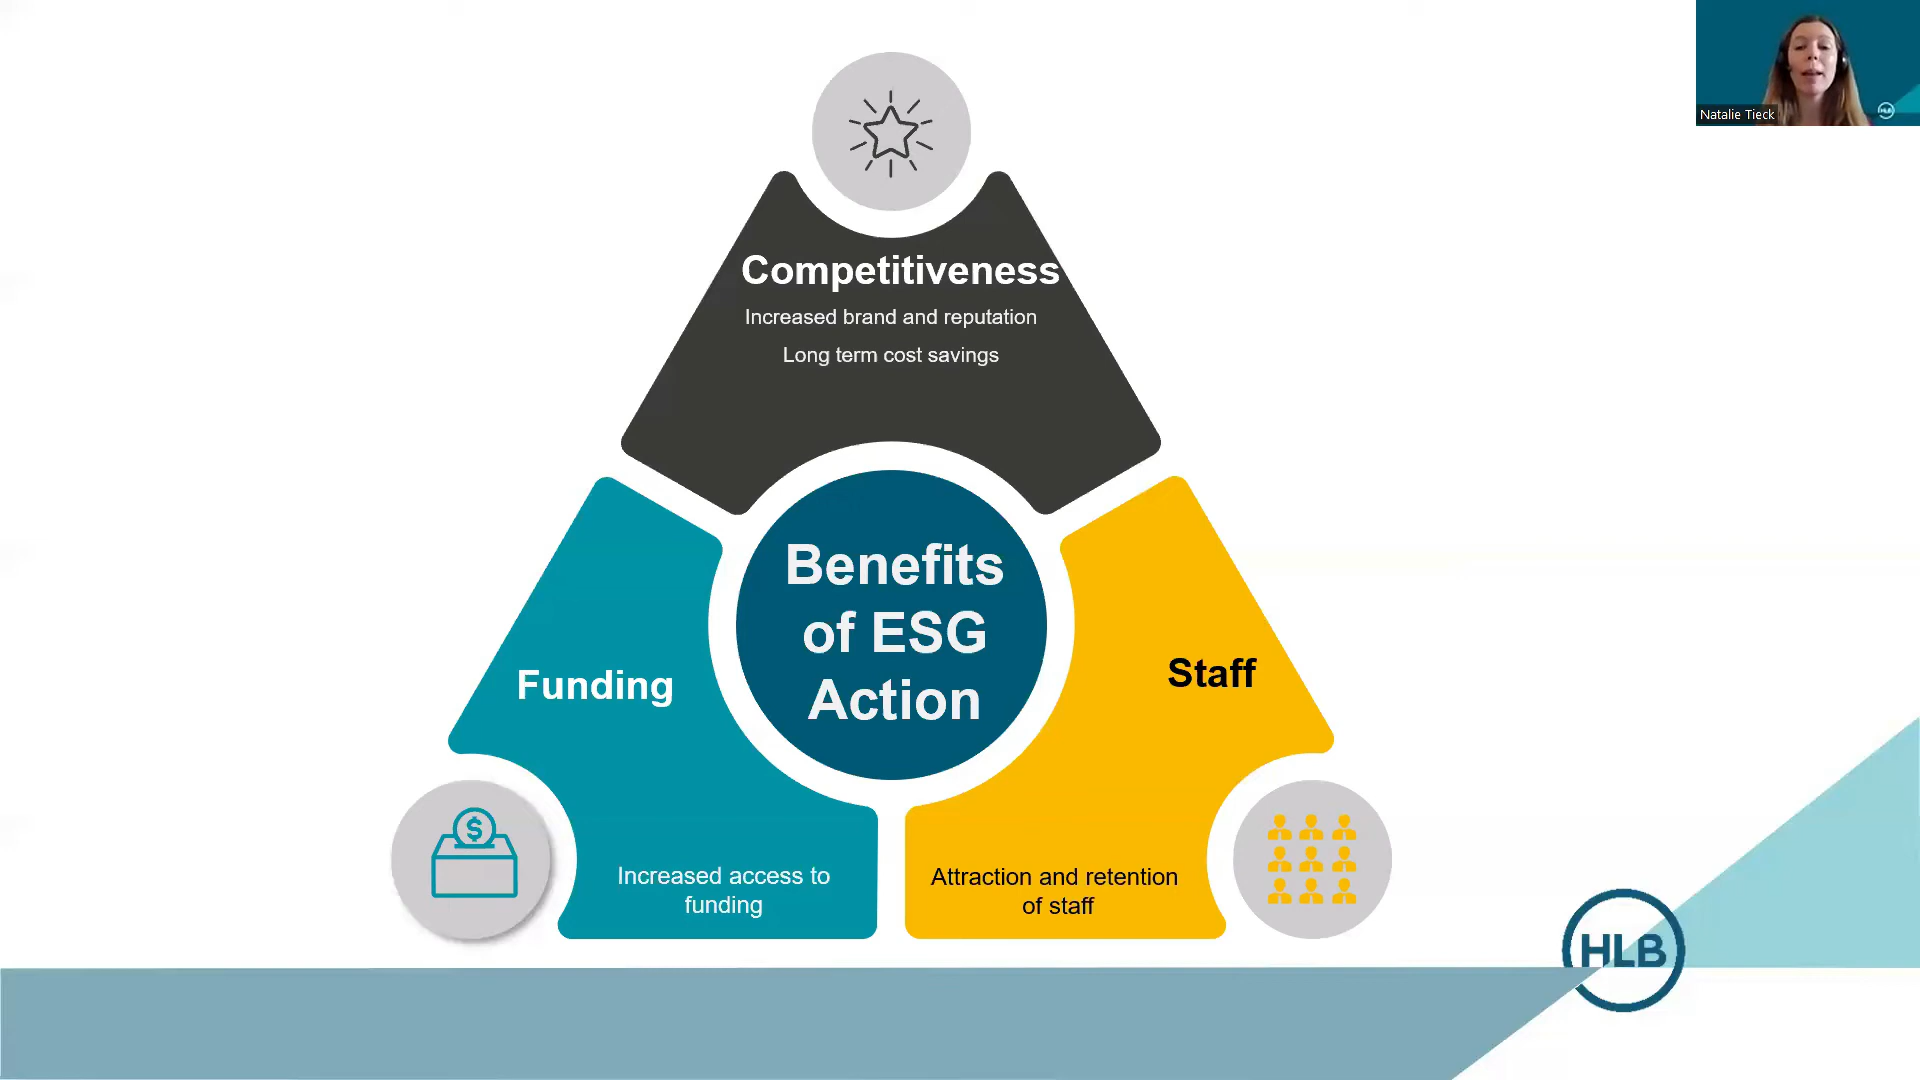 Natalie Tieck
Competitiveness
Increased brand and reputation
Long term cost savings
Benefits
of ESG
Action
Funding
Increased access to
funding
Staff
Attraction and retention
of staff
$
HLB
HLB